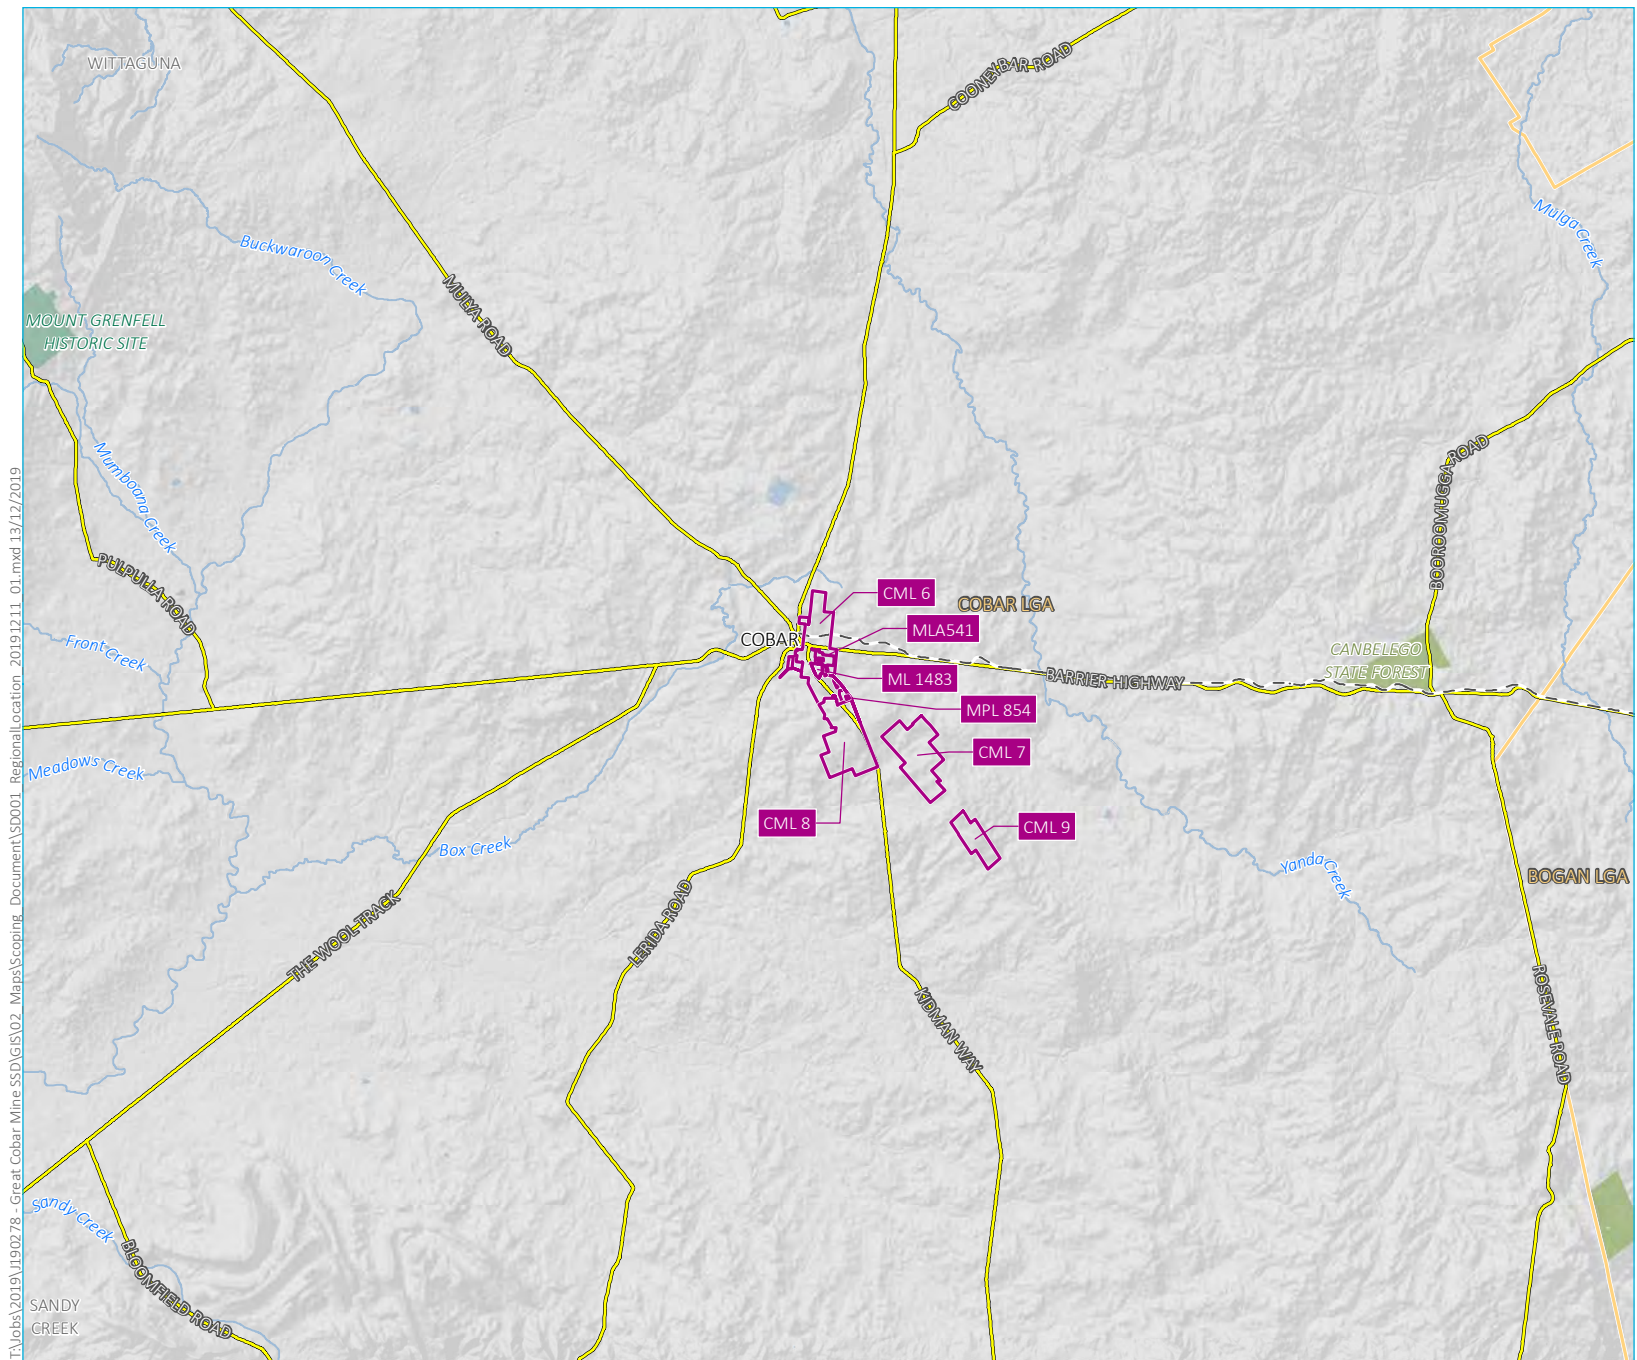 WITTAGUNA
COONEYBAR ROAD
Mulga Creek
Buckwaroon Creek
MULYA ROAD
MOUNT GRENFELL
HISTORIC SITE
Mumboana Creek
BOOROOMUGGA ROAD
PULPULLA ROAD
CML 6
COBAR LGA
MLA541
COBAR
Front Creek
CANBELEGO
STATE FOREST
ML 1483
BARRIER HIGHWAY
MPL 854
CML 7
Meadows Creek
CML 8
CML 9
Box Creek
Yanda Creek
BOGAN LGA
THE WOOL TRACK
LERIDA ROAD
KIDMAN WAY
ROSEVALE ROAD
Sandy Creek
BLOOMFIELD ROAD
SANDY
CREEK
T:\Jobs\2019\J190278 - Great Cobar Mine SSD\GIS\02_Maps\Scoping_Document\SD001_RegionalLocation_20191211_01.mxd 13/12/2019